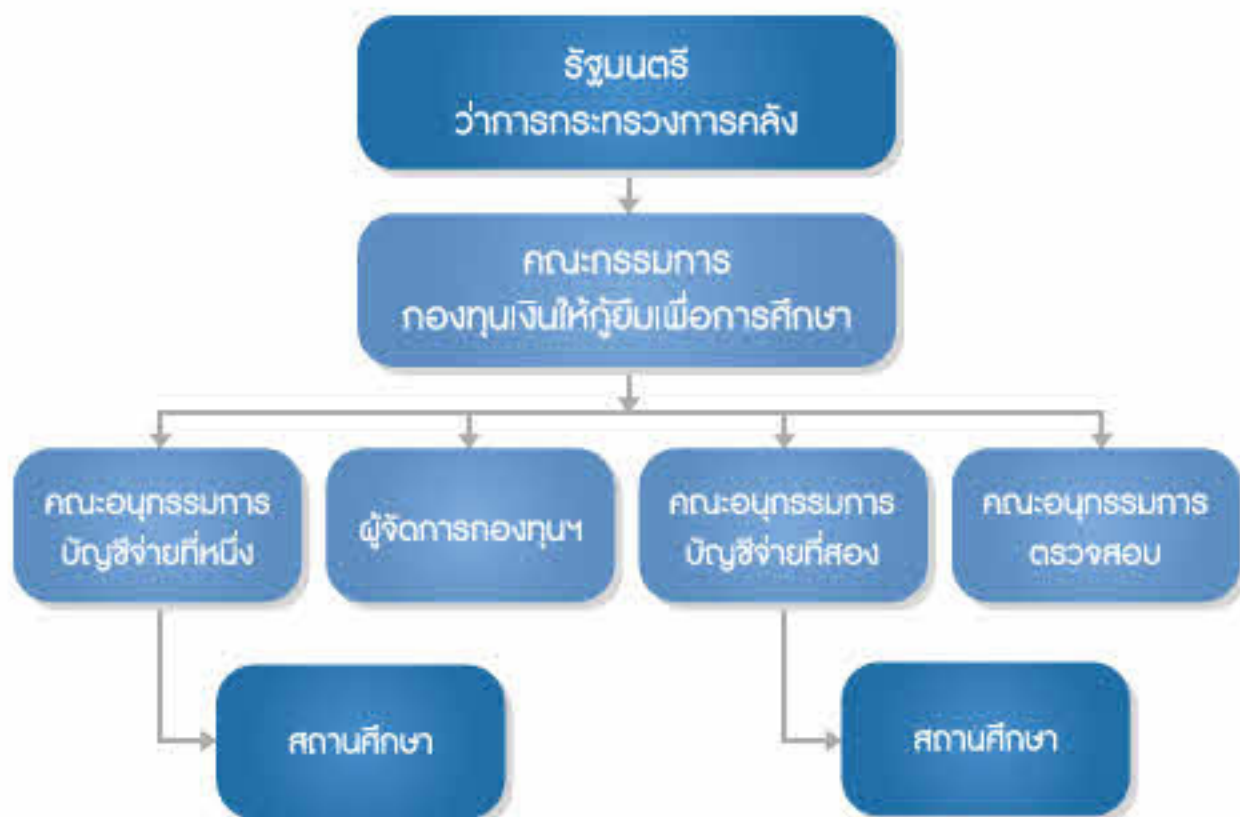 รัฐมนตรี
ว่าการกระทรวงการคลัง
คณะกรรมการ
กองทุนเงินให้กู้ยืมเพื่อการศึกษา
คณะอนุกรรมการ
บัญชีจ่ายที่หนึ่ง
ผู้จัดการกองทุนฯ
คณะอนุกรรมการ
บัญชีจ่ายที่สอง
คณะอนุกรรมการ
ตรวจสอบ
สถานศึกษา
สถานศึกษา